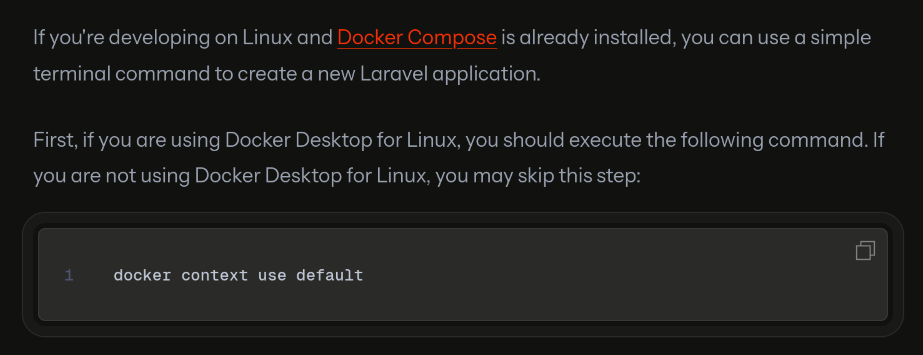 If you're developing on Linux and Docker Compose is already installed, you can use a simple
terminal command to create a new Laravel application.
First, if you are using Docker Desktop for Linux, you should execute the following command. If
you are not using Docker Desktop for Linux, you may skip this step:
1 docker context use default